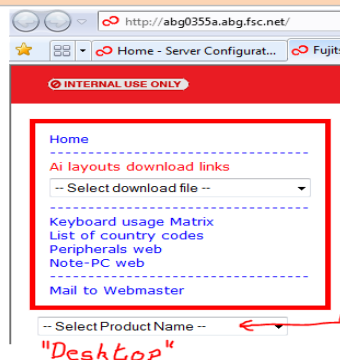 http://abg0355a.abg.fsc.net/
Home - Server Configurat...
Fujits
INTERNAL USE ONLY
Home
Ai layouts download links
-- Select download file --
Keyboard usage Matrix
List of country codes
Peripherals web
Note-PC web
Mail to Webmaster
-- Select Product Name --
"Desktop"